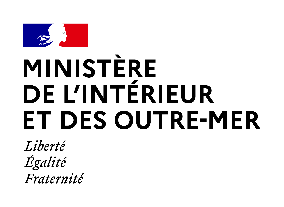 MINISTÈRE
DE L'INTÉRIEUR
ET DES OUTRE-MER
Liberté
Égalité
Fraternité